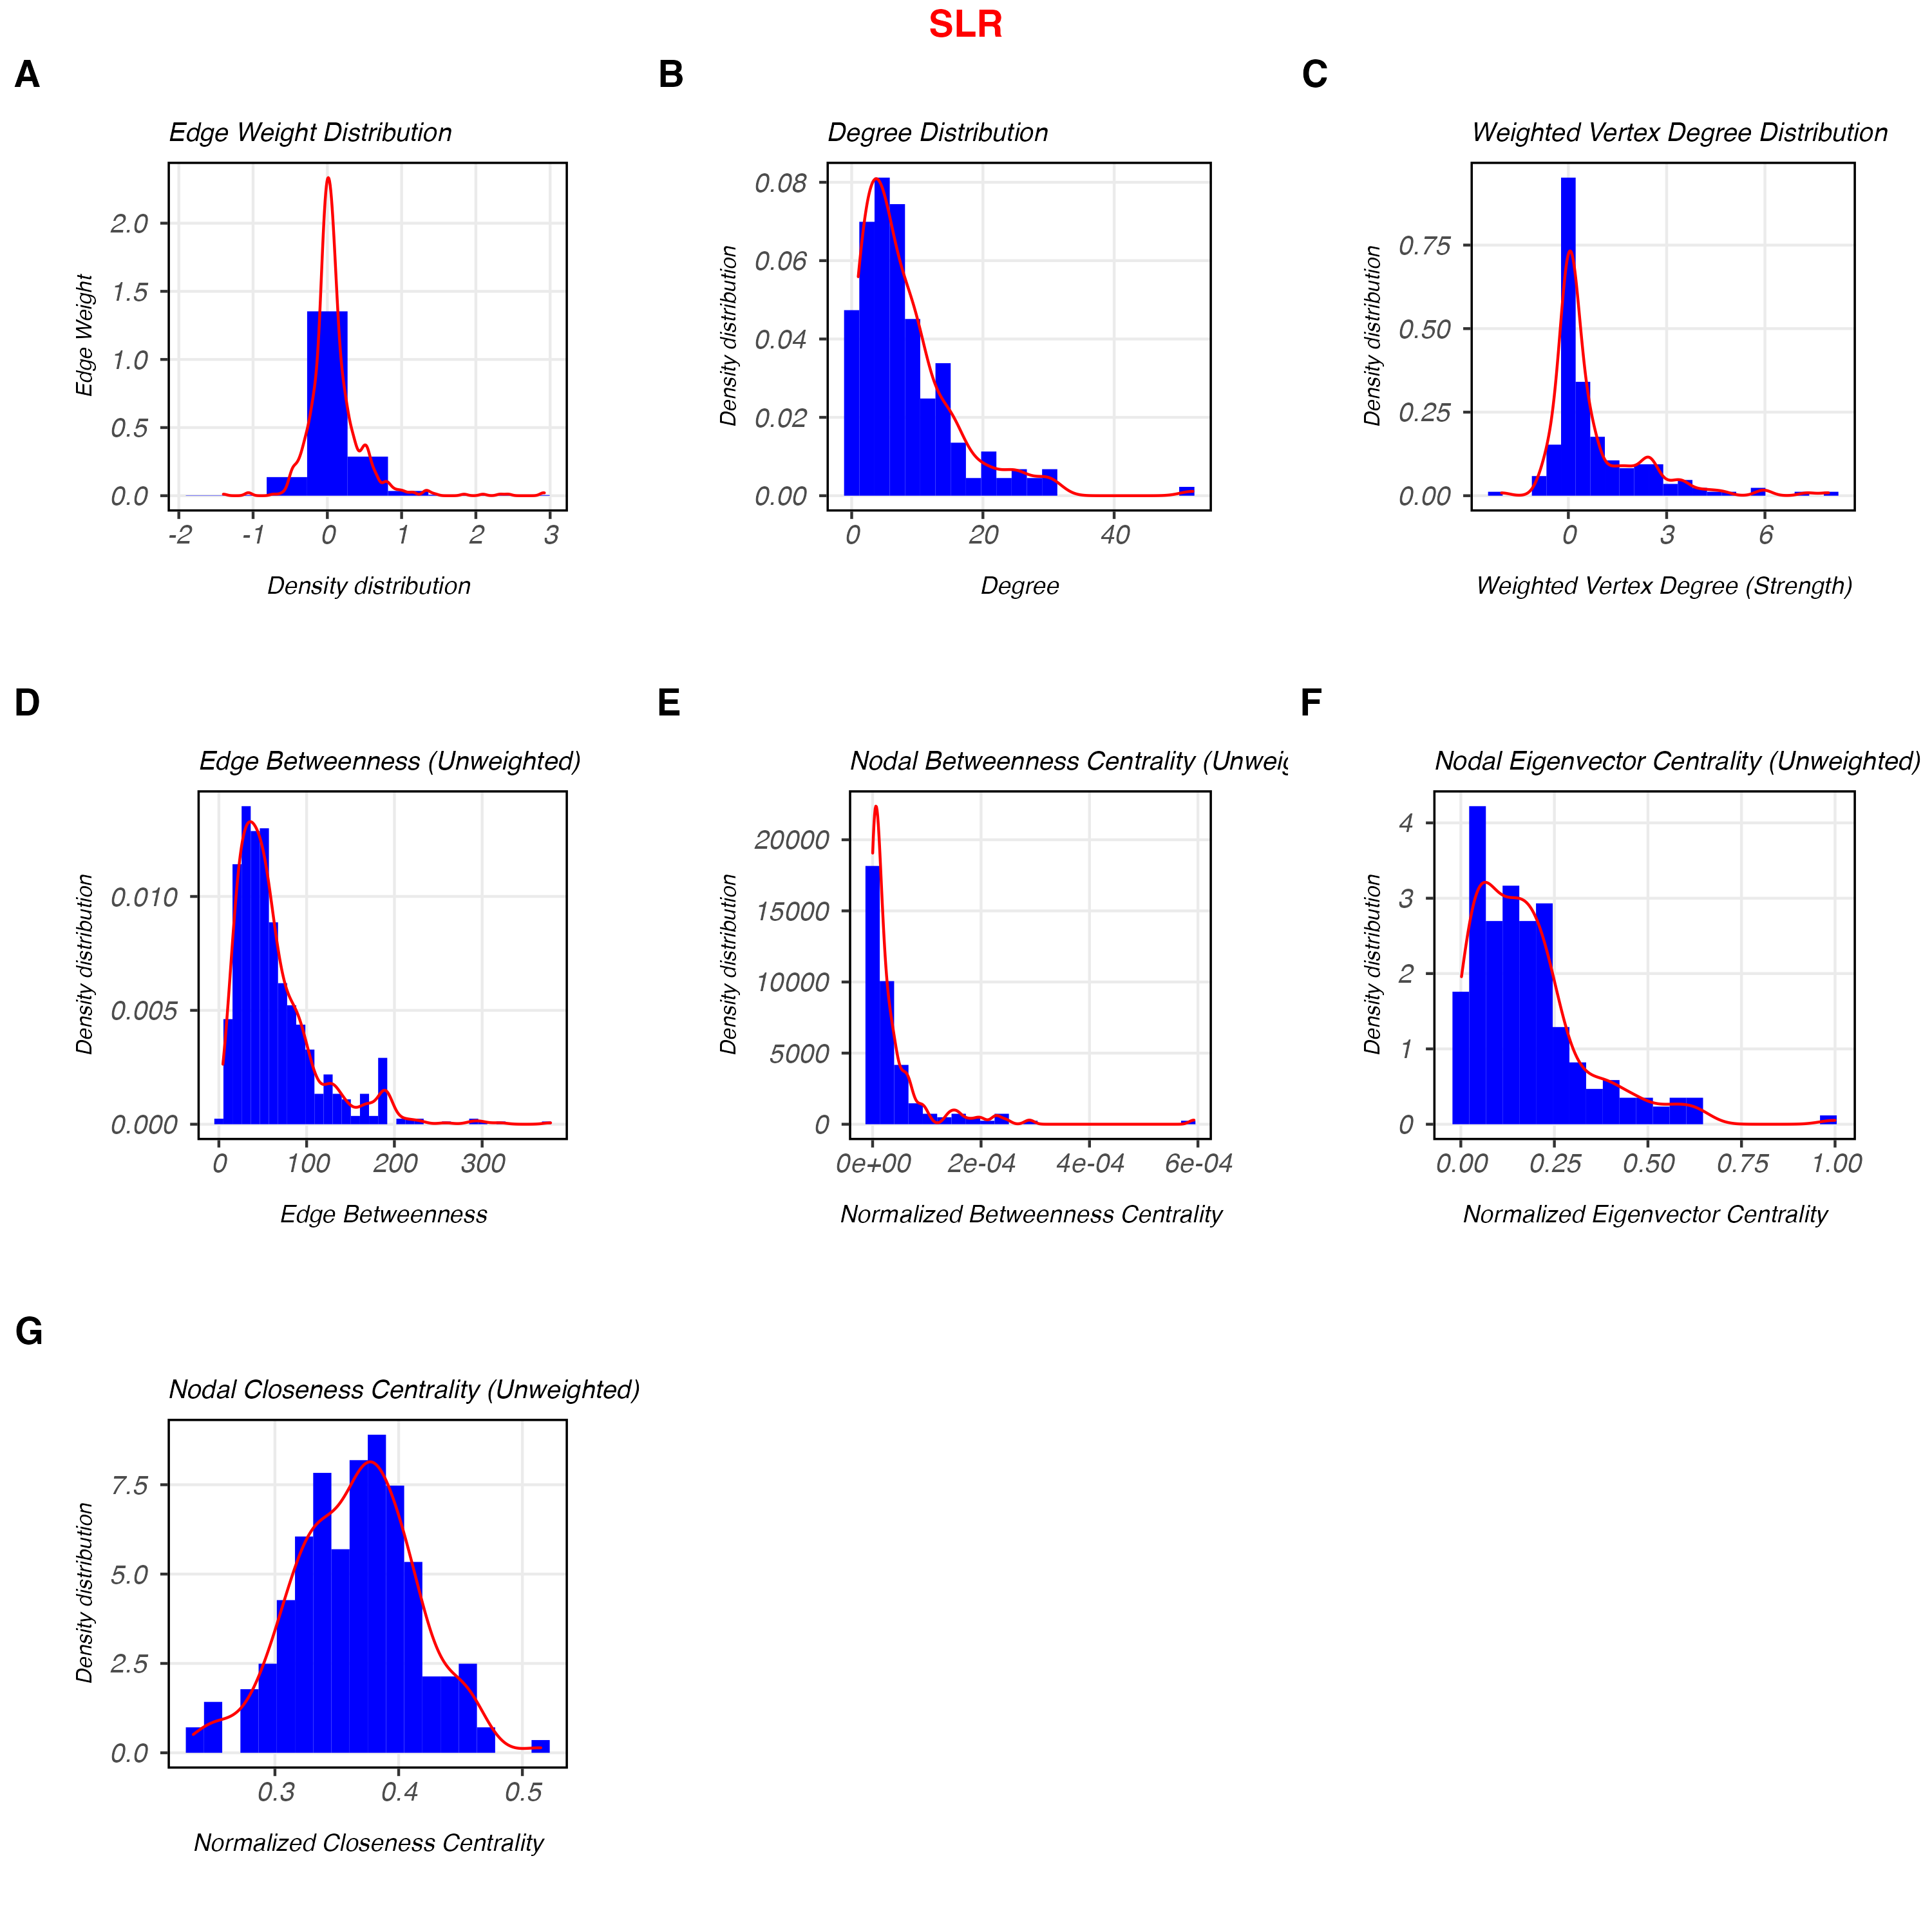 SLR
A
Edge Weight Distribution
Edge Weight
2.0
1.5
1.0
0.5
0.0
-2 -1 0 1 2 3
Density distribution
B
Degree Distribution
Density distribution
0.08
0.06
0.04
0.02
0.00
0 20 40
Degree
C
Weighted Vertex Degree Distribution
Density distribution
0.75
0.50
0.25
0.00
0 3 6
Weighted Vertex Degree (Strength)
D
Edge Betweenness (Unweighted)
Density distribution
0.010
0.005
0.000
0 100 200 300
Edge Betweenness
E
Nodal Betweenness Centrality (Unweig
Density distribution
20000
15000
10000
5000
0
0e+00 2e-04 4e-04 6e-04
Normalized Betweenness Centrality
F
Nodal Eigenvector Centrality (Unweighted)
Density distribution
4
3
2
1
0
0.00 0.25 0.50 0.75 1.00
Normalized Eigenvector Centrality
G
Nodal Closeness Centrality (Unweighted)
Density distribution
7.5
5.0
2.5
0.0
0.3 0.4 0.5
Normalized Closeness Centrality